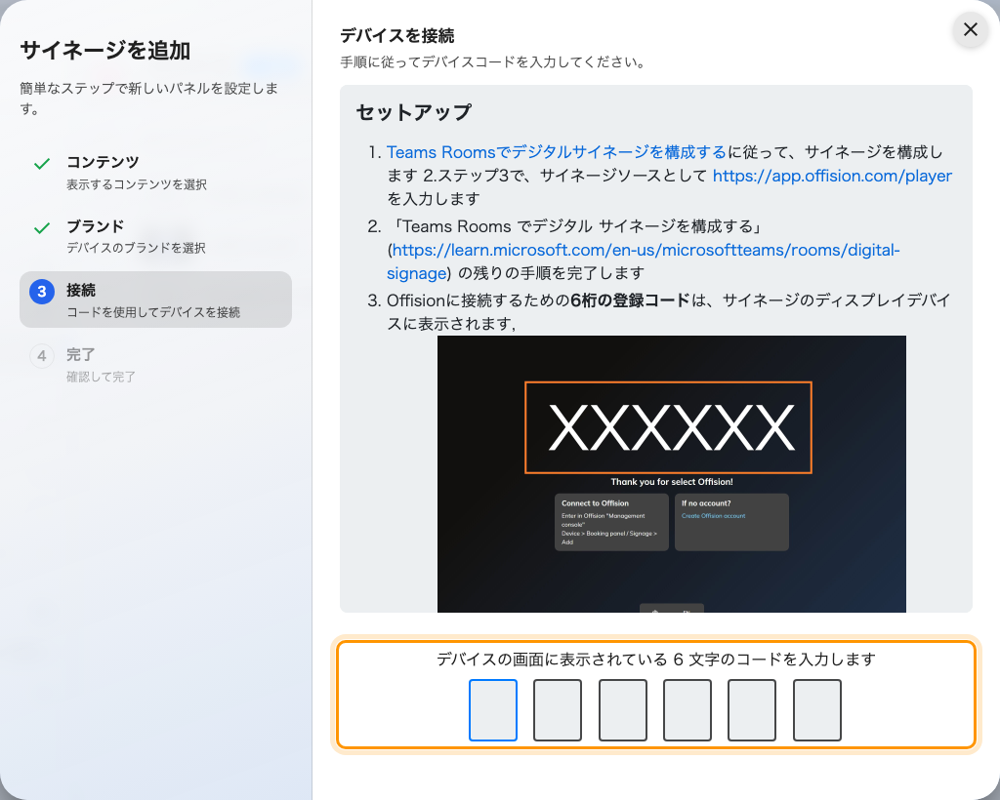 サイネージを追加
簡単なステップで新しいパネルを設定しま
す。
コンテンツ
表示するコンテンツを選択
ブランド
デバイスのブランドを選択
3 接続
コードを使用してデバイスを接続
4 完了
確認して完了
デバイスを接続
手順に従ってデバイスコードを入力してください。
セットアップ
1. Teams Roomsでデジタルサイネージを構成するに従って、サイネージを構成し
ます 2.ステップ3で、サイネージソースとして https://app.offision.com/player
を入力します
2. 「Teams Rooms でデジタル サイネージを構成する」
(https://learn.microsoft.com/en-us/microsoftteams/rooms/digital-
signage) の残りの手順を完了します
3. Offisionに接続するための6桁の登録コードは、サイネージのディスプレイデバイ
スに表示されます,
XXXXXX
Thank you for select Offision!
Connect to Offision
Enter in Offision "Management
console"
Device > Booking panel / Signage >
Add
If no account?
Create Offision account
デバイスの画面に表示されている 6 文字のコードを入力します